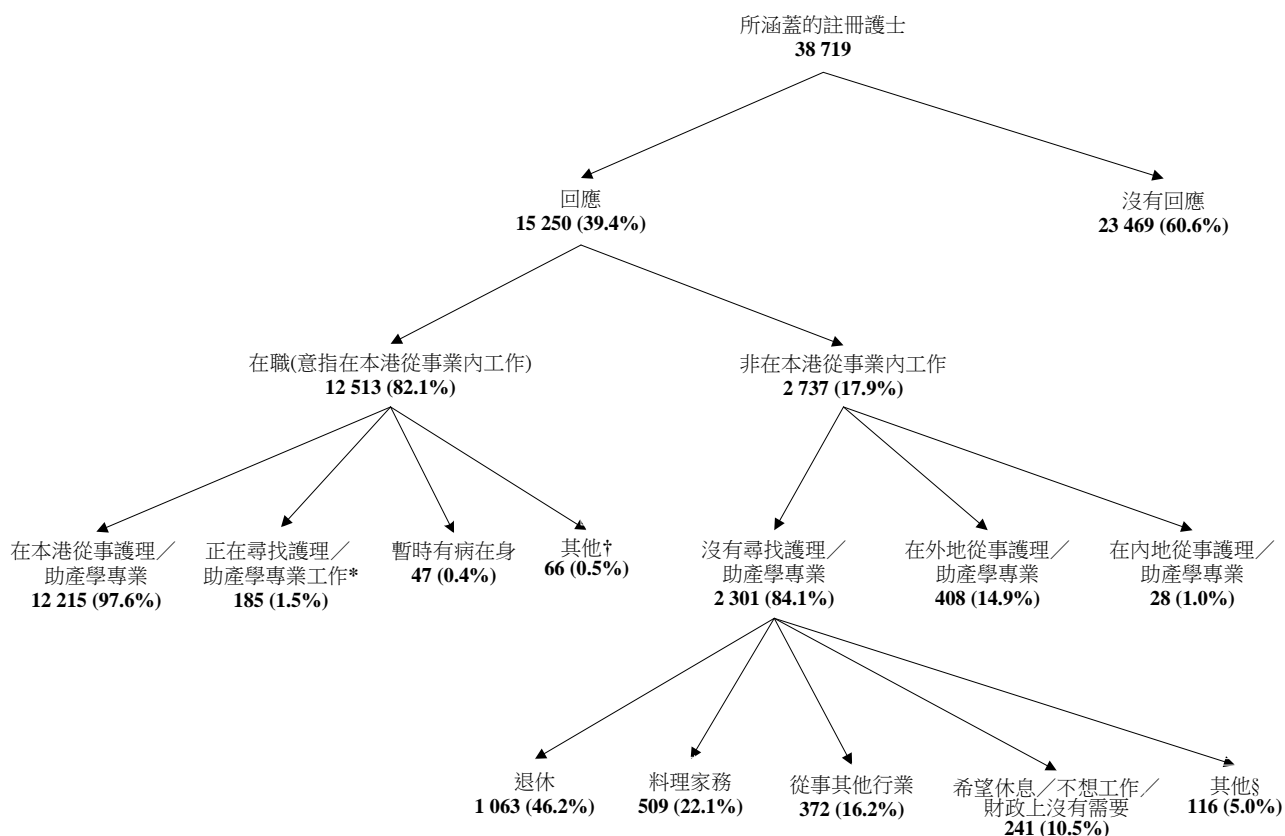 所涵蓋的註冊護士
38 719
回應
15 250 (39.4%)
沒有回應
23 469 (60.6%)
在職(意指在本港從事業內工作)
12 513 (82.1%)
非在本港從事業內工作
2 737 (17.9%)
在本港從事護理／
助產學專業
12 215 (97.6%)
正在尋找護理／
助產學專業工作*
185 (1.5%)
暫時有病在身
47 (0.4%)
其他†
66 (0.5%)
沒有尋找護理／
助產學專業
2 301 (84.1%)
在外地從事護理／
助產學專業
408 (14.9%)
在內地從事護理／
助產學專業
28 (1.0%)
退休
1 063 (46.2%)
料理家務
509 (22.1%)
從事其他行業
372 (16.2%)
希望休息／不想工作／
財政上沒有需要
241 (10.5%)
其他§
116 (5.0%)